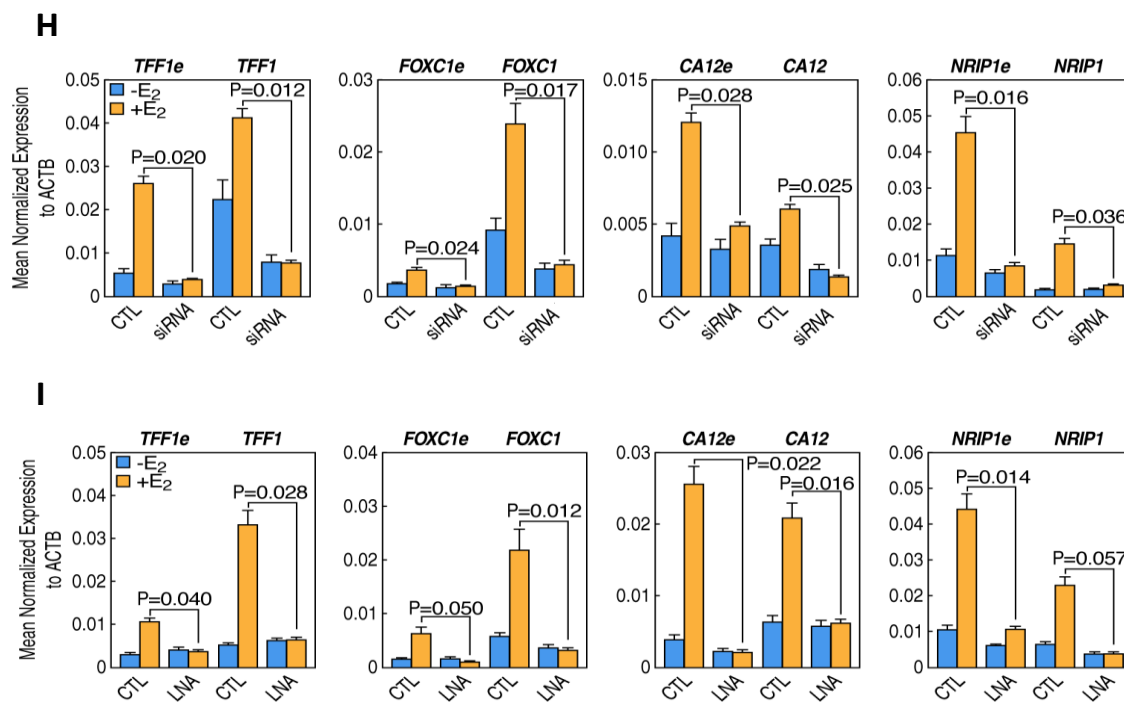 H
TFF1e TFF1
FOXC1e FOXC1
CA12e CA12
NRIP1e NRIP1
Mean Normalized Expression
to ACTB
0.05
0.04
0.03
0.02
0.01
0
-E2
+E2
P=0.020
P=0.012
CTL
siRNA
CTL
siRNA
0.03
0.02
0.01
0
P=0.024
P=0.017
CTL
siRNA
CTL
siRNA
0.015
0.010
0.005
0
P=0.028
P=0.025
CTL
siRNA
CTL
siRNA
0.06
0.05
0.04
0.03
0.02
0.01
0
P=0.016
P=0.036
CTL
siRNA
CTL
siRNA
I
TFF1e TFF1
FOXC1e FOXC1
CA12e CA12
NRIP1e NRIP1
Mean Normalized Expression
to ACTB
0.05
0.04
0.03
0.02
0.01
0
-E2
+E2
P=0.040
P=0.028
CTL
LNA
CTL
LNA
0.04
0.03
0.02
0.01
0
P=0.050
P=0.012
CTL
LNA
CTL
LNA
0.03
0.02
0.01
0
P=0.022
P=0.016
CTL
LNA
CTL
LNA
0.06
0.05
0.04
0.03
0.02
0.01
0
P=0.014
P=0.057
CTL
LNA
CTL
LNA